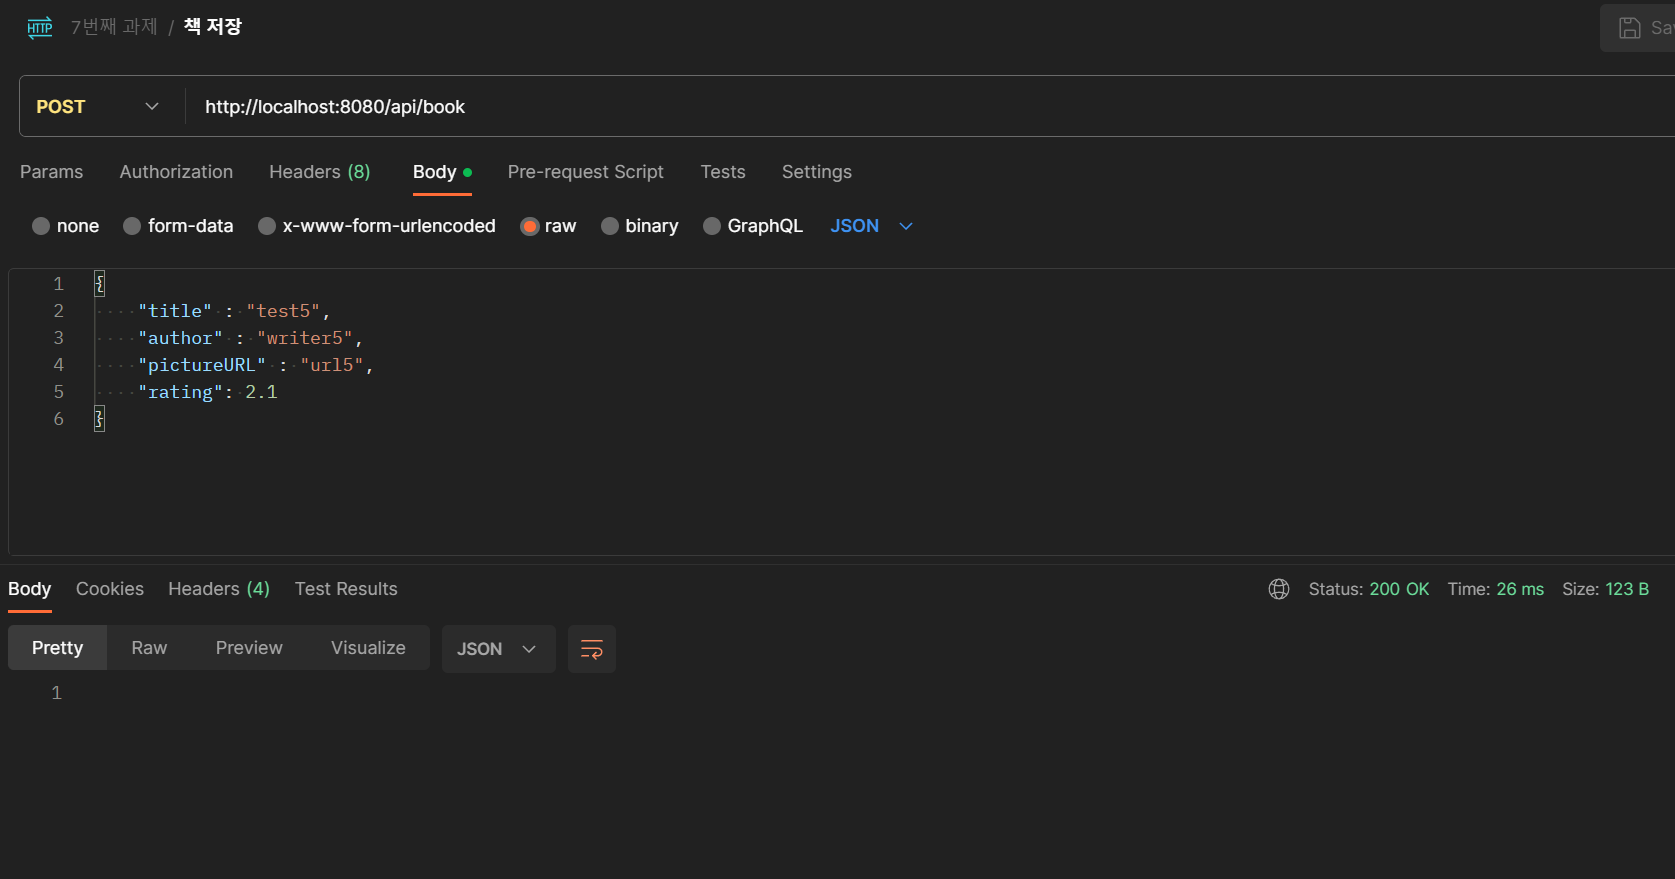 HTTP 7번째 과제 / 책 저장
POST http://localhost:8080/api/book
Params Authorization Headers (8) Body Pre-request Script Tests Settings
none form-data x-www-form-urlencoded raw binary GraphQL JSON
1 {
2 "title" : "test5",
3 "author" : "writer5",
4 "pictureURL" : "url5",
5 "rating": 2.1
6 }
Body Cookies Headers (4) Test Results Status: 200 OK Time: 26 ms Size: 123 B
Pretty Raw Preview Visualize JSON
1